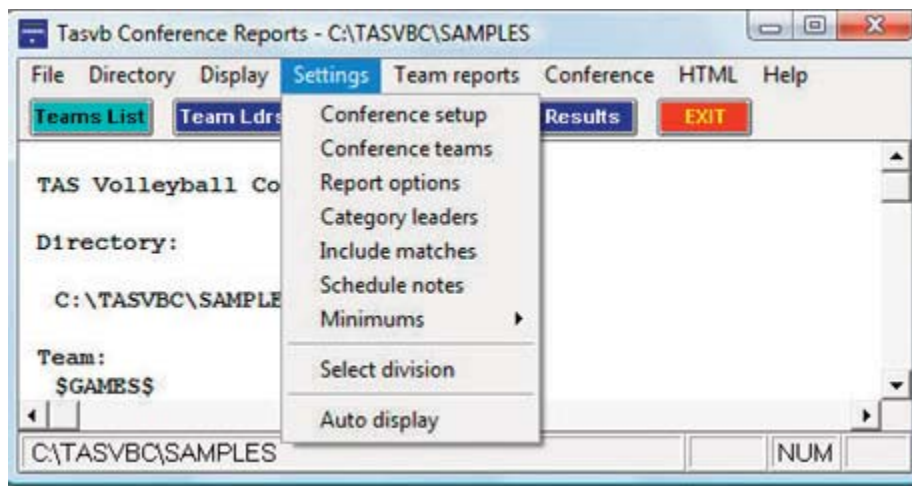 Tasvb Conference Reports - C:\TASVBC\SAMPLES
File Directory Display Settings Team reports Conference HTML Help
Teams List Team Ldrs Results EXIT
Conference setup
Conference teams
TAS Volleyball Co
Report options
Category leaders
Directory:
Include matches
Schedule notes
C:\TASVBC\SAMPLE
Minimums
Team:
Select division
$GAMES$
Auto display
C:\TASVBC\SAMPLES NUM